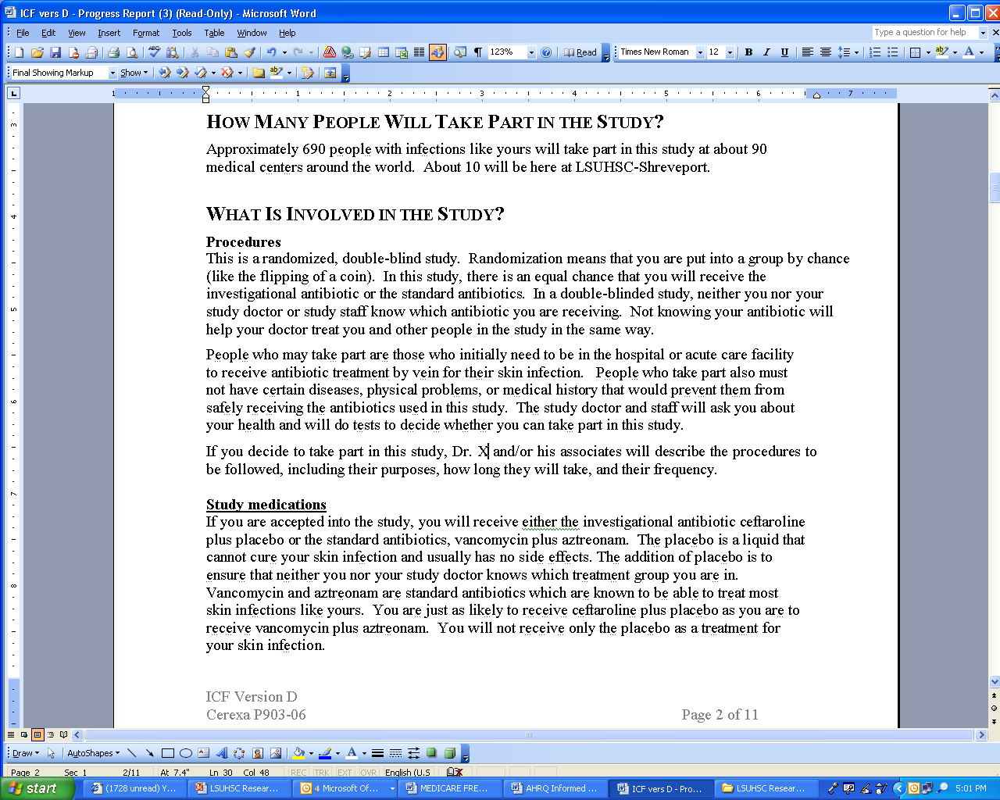 ICF vers D - Progress Report (3) (Read-Only) - Microsoft Word
File Edit View Insert Format Tools Table Window Help
Type a question for help
123% Read Times New Roman 12 B I U A
Final Showing Markup Show
1 1 2 3 4 5 6 7
HOW MANY PEOPLE WILL TAKE PART IN THE STUDY?
Approximately 690 people with infections like yours will take part in this study at about 90
medical centers around the world.  About 10 will be here at LSUHSC-Shreveport.
WHAT IS INVOLVED IN THE STUDY?
Procedures
This is a randomized, double-blind study.  Randomization means that you are put into a group by chance
(like the flipping of a coin).  In this study, there is an equal chance that you will receive the
investigational antibiotic or the standard antibiotics.  In a double-blinded study, neither you nor your
study doctor or study staff know which antibiotic you are receiving.  Not knowing your antibiotic will
help your doctor treat you and other people in the study in the same way.
People who may take part are those who initially need to be in the hospital or acute care facility
to receive antibiotic treatment by vein for their skin infection.   People who take part also must
not have certain diseases, physical problems, or medical history that would prevent them from
safely receiving the antibiotics used in this study.  The study doctor and staff will ask you about
your health and will do tests to decide whether you can take part in this study.
If you decide to take part in this study, Dr. X and/or his associates will describe the procedures to
be followed, including their purposes, how long they will take, and their frequency.
Study medications
If you are accepted into the study, you will receive either the investigational antibiotic ceftaroline
plus placebo or the standard antibiotics, vancomycin plus aztreonam.  The placebo is a liquid that
cannot cure your skin infection and usually has no side effects. The addition of placebo is to
ensure that neither you nor your study doctor knows which treatment group you are in.
Vancomycin and aztreonam are standard antibiotics which are known to be able to treat most
skin infections like yours.  You are just as likely to receive ceftaroline plus placebo as you are to
receive vancomycin plus aztreonam.  You will not receive only the placebo as a treatment for
your skin infection.
ICF Version D
Cerexa P903-06 Page 2 of 11
3
4
5
6
7
8
Draw AutoShapes A
Page 2 Sec 1 2/11 At 7.4" Ln 30 Col 48 REC TRK EXT OVR English (U.S
start (1728 unread) Y... LSUHSC Resear... 4 Microsoft Of... MEDICARE FRE... AHRQ Informed ... ICF vers D - Pro... LSUHSC Resear... 5:01 PM